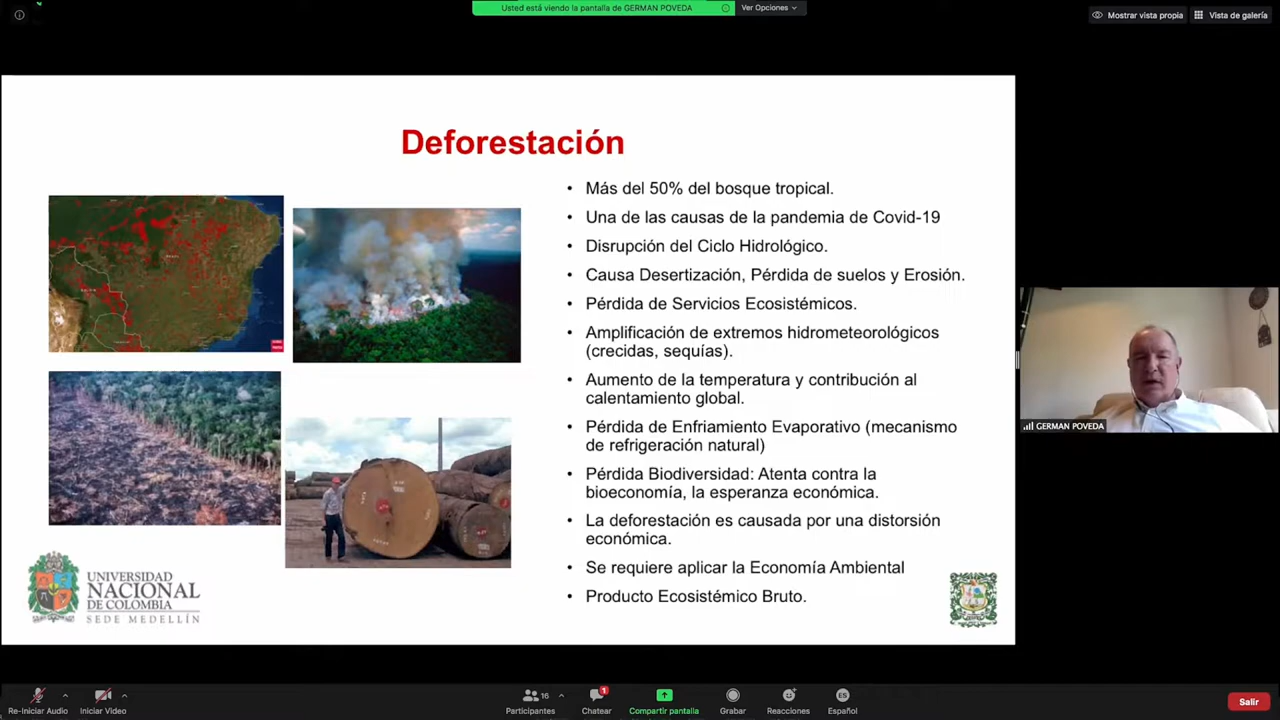 Usted está viendo la pantalla de GERMAN POVEDA
Ver Opciones
Mostrar vista propia
Vista de galería
Deforestación
• Más del 50% del bosque tropical.
• Una de las causas de la pandemia de Covid-19
• Disrupción del Ciclo Hidrológico.
• Causa Desertización, Pérdida de suelos y Erosión.
• Pérdida de Servicios Ecosistémicos.
• Amplificación de extremos hidrometeorológicos
(crecidas, sequías).
• Aumento de la temperatura y contribución al
calentamiento global.
• Pérdida de Enfriamiento Evaporativo (mecanismo
de refrigeración natural)
• Pérdida Biodiversidad: Atenta contra la
bioeconomía, la esperanza económica.
• La deforestación es causada por una distorsión
económica.
• Se requiere aplicar la Economía Ambiental
• Producto Ecosistémico Bruto.
UNIVERSIDAD
NACIONAL
DE COLOMBIA
SEDE MEDELLÍN
GERMAN POVEDA
Re-Iniciar Audio
Iniciar Video
16
Participantes
1
Chatear
Compartir pantalla
Grabar
Reacciones
ES
Español
Salir